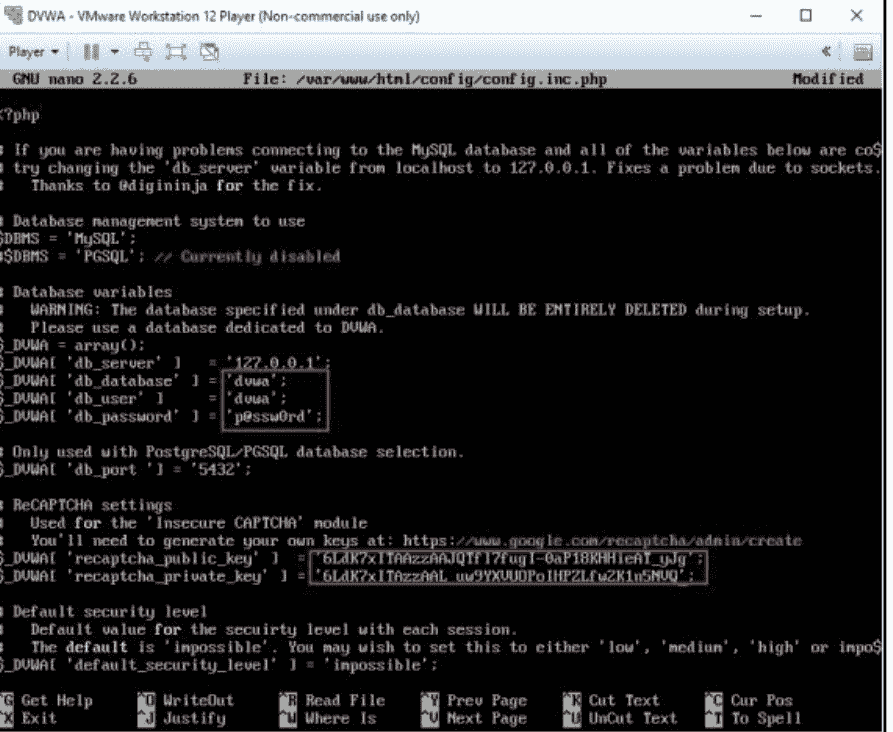 DVWA - VMware Workstation 12 Player (Non-commercial use only)
Player
GNU nano 2.2.6 File: /var/www/html/config/config.inc.php Modified
<?php
# If you are having problems connecting to the MySQL database and all of the variables below are co$
# try changing the 'db_server' variable from localhost to 127.0.0.1. Fixes a problem due to sockets.
# Thanks to @digininja for the fix.
# Database management system to use
$DBMS = 'MySQL';
#$DBMS = 'PGSQL'; // Currently disabled
# Database variables
# WARNING: The database specified under db_database WILL BE ENTIRELY DELETED during setup.
# Please use a database dedicated to DVWA.
$_DVWA = array();
$_DVWA[ 'db_server' ] = '127.0.0.1';
$_DVWA[ 'db_database' ] = 'dvwa';
$_DVWA[ 'db_user' ] = 'dvwa';
$_DVWA[ 'db_password' ] = 'p@ssw0rd';
# Only used with PostgreSQL/PGSQL database selection.
$_DVWA[ 'db_port '] = '5432';
# ReCAPTCHA settings
# Used for the 'Insecure CAPTCHA' module
# You'll need to generate your own keys at: https://www.google.com/recaptcha/admin/create
$_DVWA[ 'recaptcha_public_key' ] =
$_DVWA[ 'recaptcha_private_key' ] =
# Default security level
# Default value for the secuirty level with each session.
# The default is 'impossible'. You may wish to set this to either 'low', 'medium', 'high' or impo$
$_DVWA[ 'default_security_level' ] = 'impossible';
^G Get Help ^O WriteOut ^R Read File ^Y Prev Page ^K Cut Text ^C Cur Pos
^X Exit ^J Justify ^W Where Is ^V Next Page ^U UnCut Text ^T To Spell